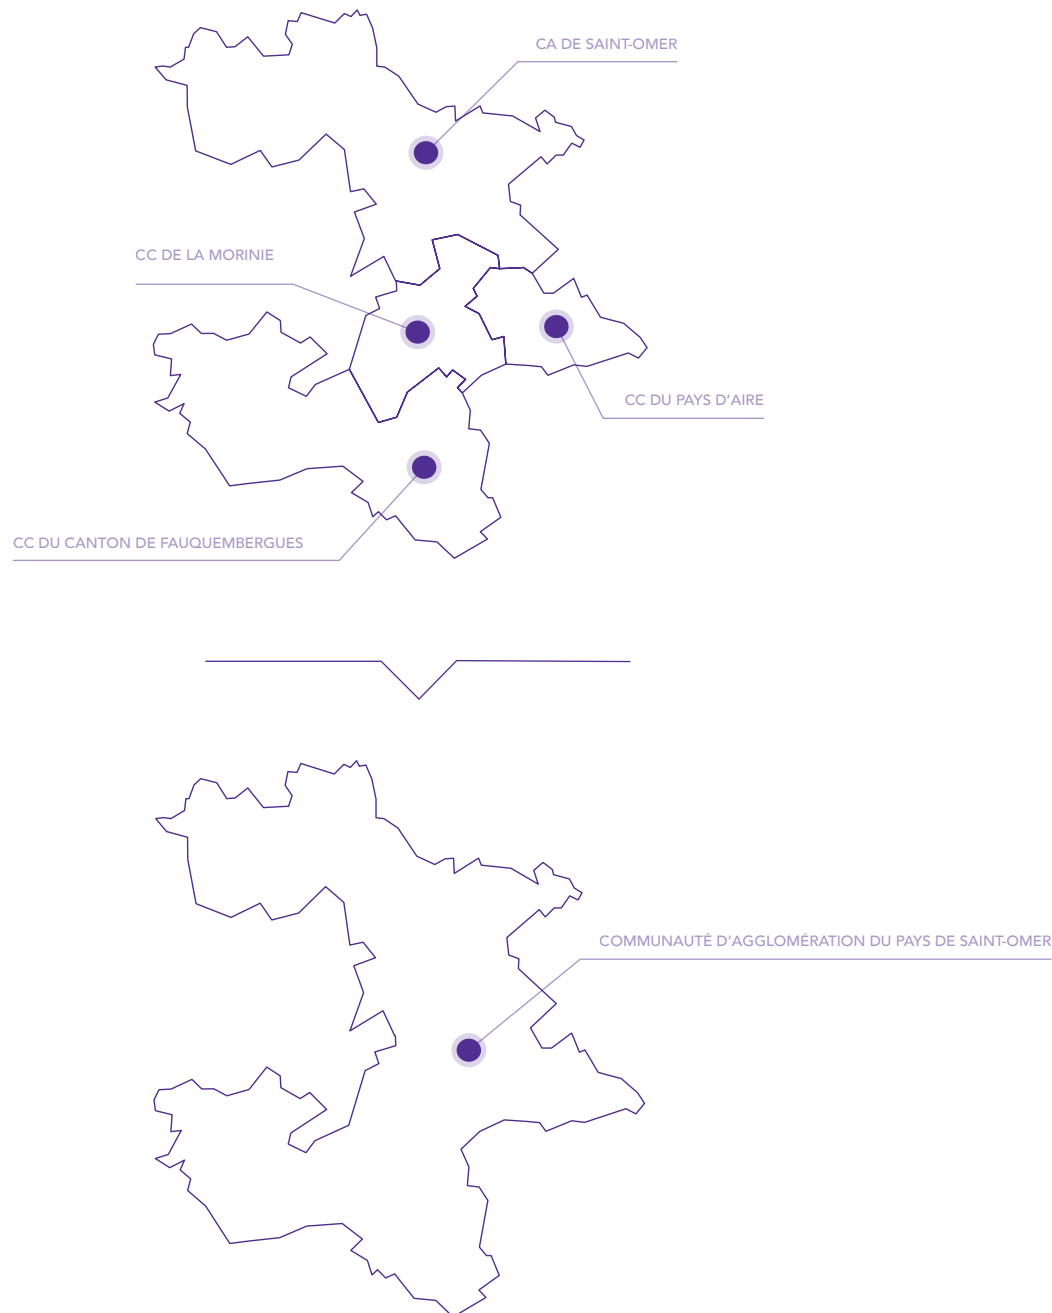 CA DE SAINT-OMER
CC DE LA MORINIE
CC DU PAYS D’AIRE
CC DU CANTON DE FAUQUEMBERGUES
COMMUNAUTÉ D’AGGLOMÉRATION DU PAYS DE SAINT-OMER